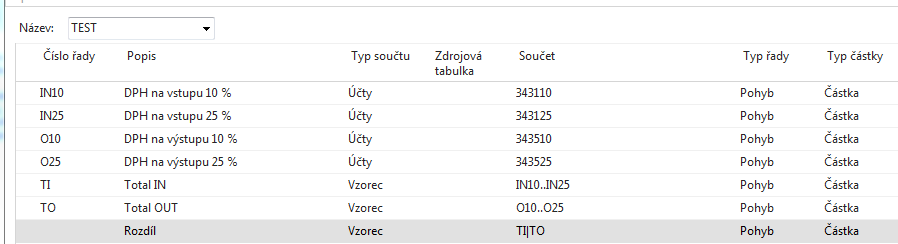 Název: TEST
Číslo řady Popis Typ součtu Zdrojová tabulka Součet Typ řady Typ částky
IN10 DPH na vstupu 10 % Účty 343110 Pohyb Částka
IN25 DPH na vstupu 25 % Účty 343125 Pohyb Částka
O10 DPH na výstupu 10 % Účty 343510 Pohyb Částka
O25 DPH na výstupu 25 % Účty 343525 Pohyb Částka
TI Total IN Vzorec IN10..IN25 Pohyb Částka
TO Total OUT Vzorec O10..O25 Pohyb Částka
Rozdíl Vzorec TI|TO Pohyb Částka